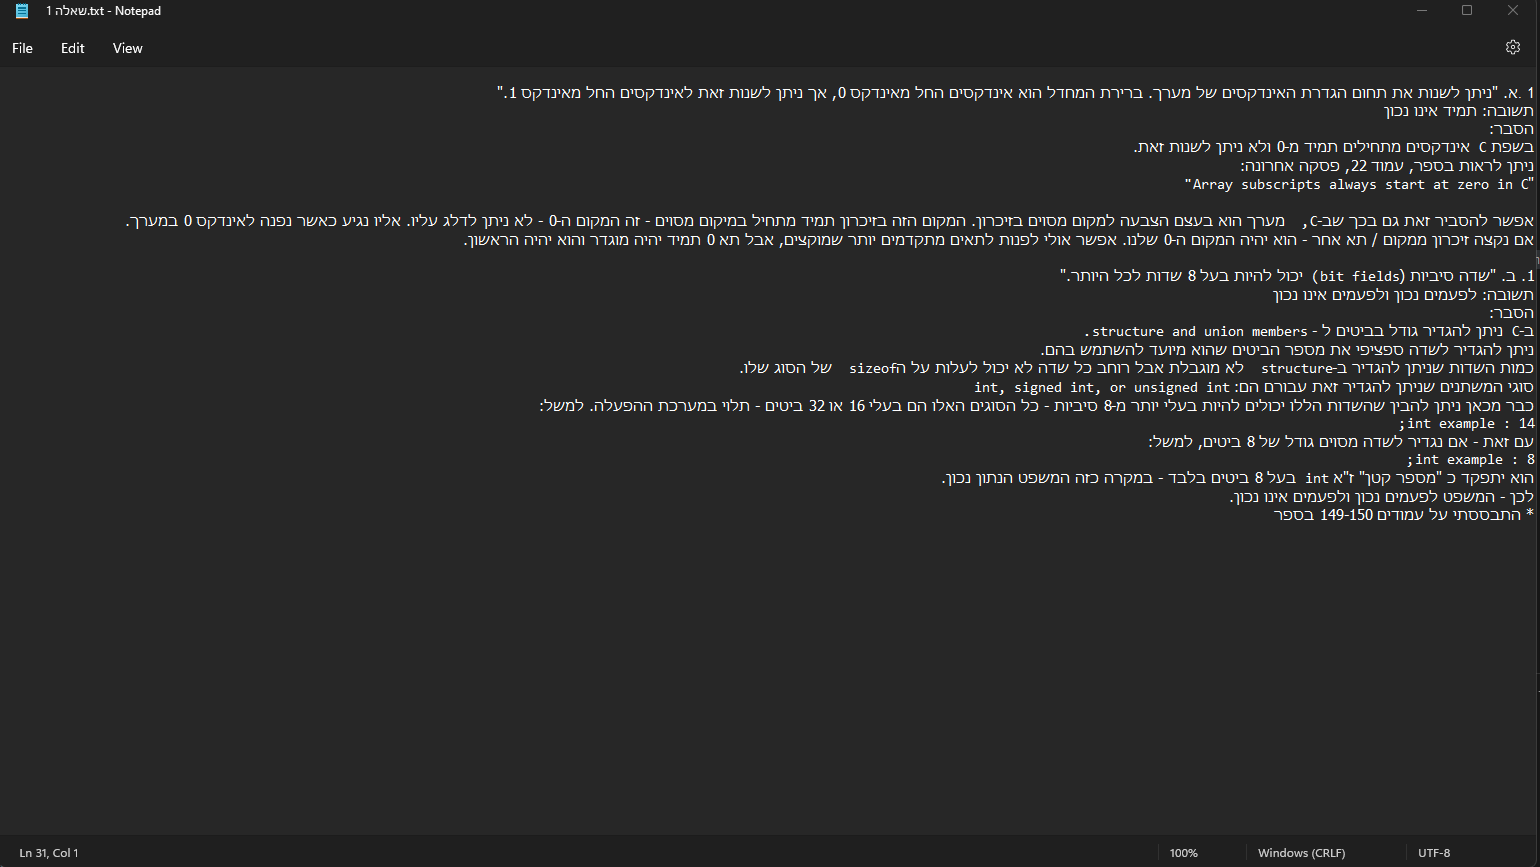 שאלה 1.txt - Notepad
File Edit View
1 .א. "ניתן לשנות את תחום הגדרת האינדקסים של מערך. ברירת המחדל הוא אינדקסים החל מאינדקס 0, אך ניתן לשנות זאת לאינדקסים החל מאינדקס 1."
תשובה: תמיד אינו נכון
הסבר:
בשפת C אינדקסים מתחילים תמיד מ-0 ולא ניתן לשנות זאת.
ניתן לראות בספר, עמוד 22, פסקה אחרונה:
"Array subscripts always start at zero in C"
אפשר להסביר זאת גם בכך שב-C, מערך הוא בעצם הצבעה למקום מסוים בזיכרון. המקום הזה בזיכרון תמיד מתחיל במיקום מסוים - זה המקום ה-0 - לא ניתן לדלג עליו. אליו נגיע כאשר נפנה לאינדקס 0 במערך.
אם נקצה זיכרון ממקום / תא אחר - הוא יהיה המקום ה-0 שלנו. אפשר אולי לפנות לתאים מתקדמים יותר שמוקצים, אבל תא 0 תמיד יהיה מוגדר והוא יהיה הראשון.
1. ב. "שדה סיביות (bit fields) יכול להיות בעל 8 שדות לכל היותר."
תשובה: לפעמים נכון ולפעמים אינו נכון
הסבר:
ב-C ניתן להגדיר גודל בביטים ל - structure and union members.
ניתן להגדיר לשדה ספציפי את מספר הביטים שהוא מיועד להשתמש בהם.
כמות השדות שניתן להגדיר ב-structure לא מוגבלת אבל רוחב כל שדה לא יכול לעלות על הsizeof של הסוג שלו.
סוגי המשתנים שניתן להגדיר זאת עבורם הם: int, signed int, or unsigned int
כבר מכאן ניתן להבין שהשדות הללו יכולים להיות בעלי יותר מ-8 סיביות - כל הסוגים האלו הם בעלי 16 או 32 ביטים - תלוי במערכת ההפעלה. למשל:
int example : 14;
עם זאת - אם נגדיר לשדה מסוים גודל של 8 ביטים, למשל:
int example : 8;
הוא יתפקד כ "מספר קטן" ז"א int בעל 8 ביטים בלבד - במקרה כזה המשפט הנתון נכון.
לכן - המשפט לפעמים נכון ולפעמים אינו נכון.
* התבססתי על עמודים 149-150 בספר
Ln 31, Col 1 100% Windows (CRLF) UTF-8